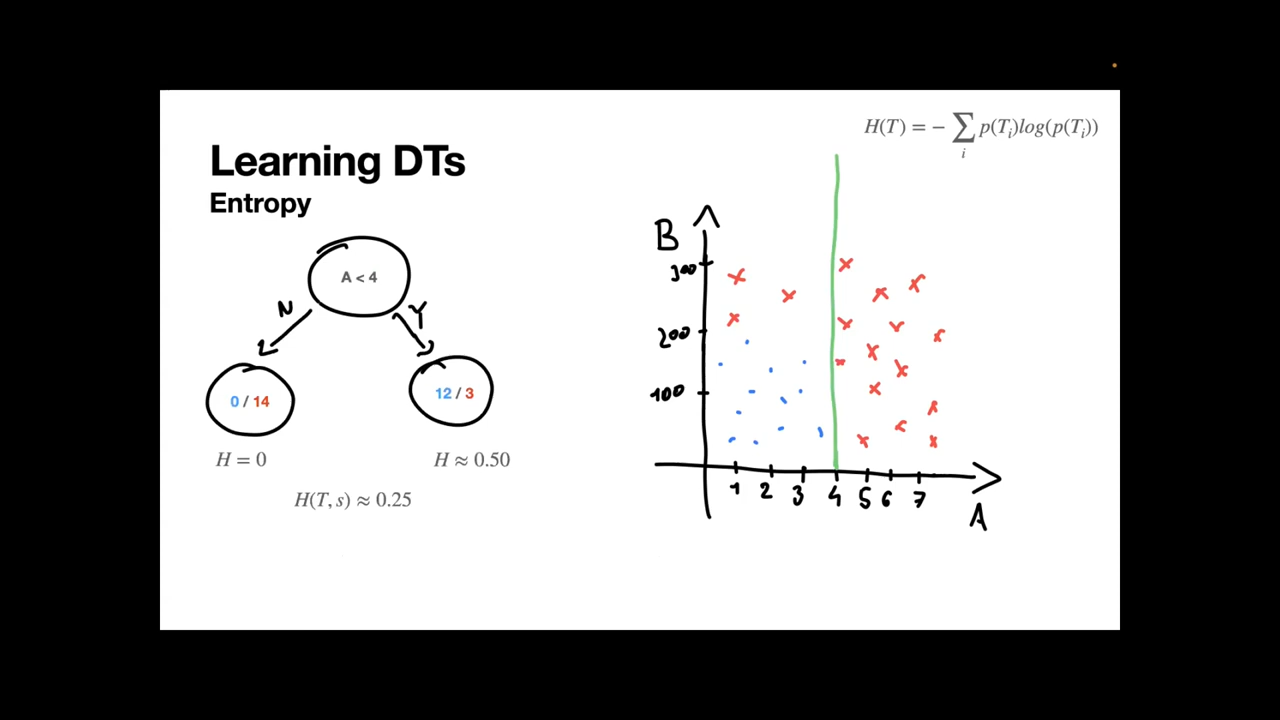 H(T) = − ∑ p(Tᵢ)log(p(Tᵢ))
i
Learning DTs
Entropy
A < 4
N
Y
0 / 14
12 / 3
H = 0
H ≈ 0.50
H(T, s) ≈ 0.25
B
300
200
100
1 2 3 4 5 6 7
A